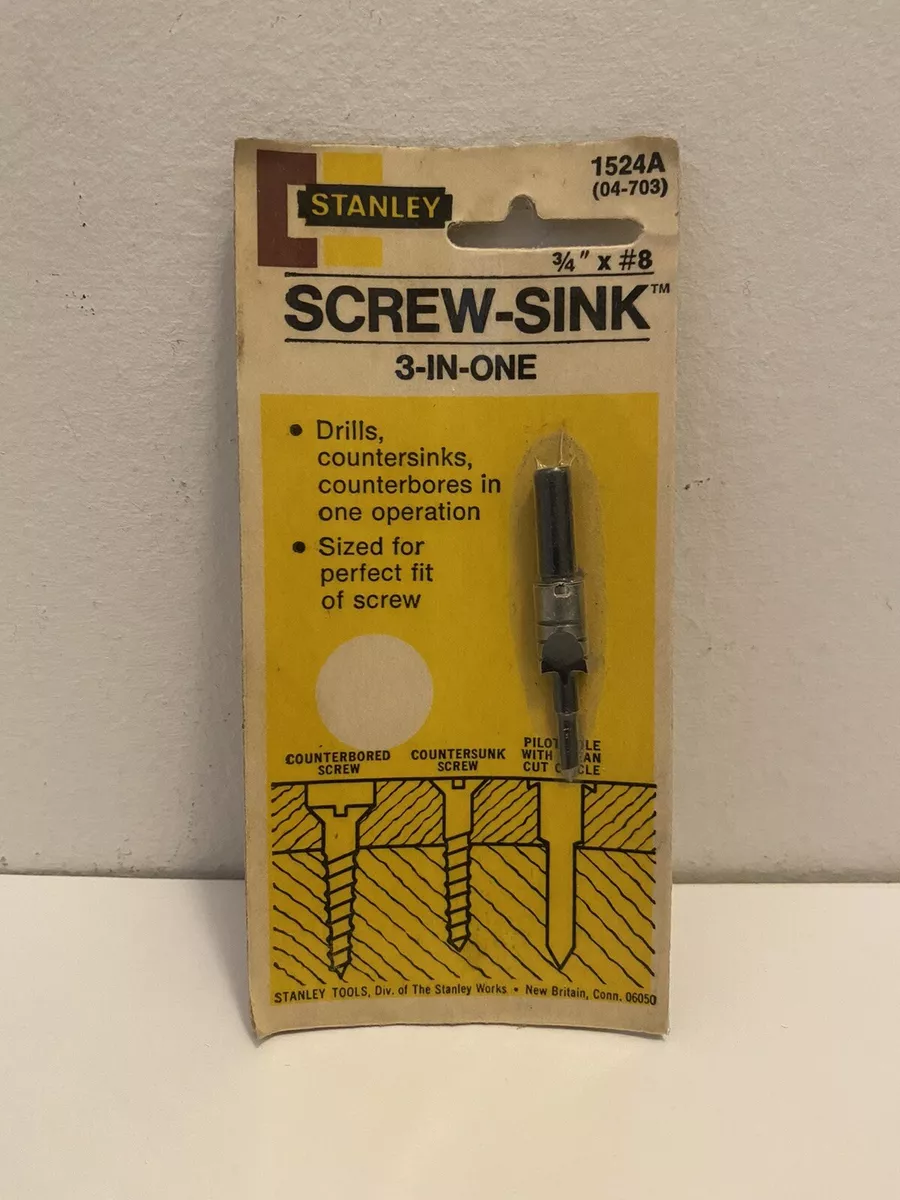 STANLEY
1524A
(04-703)
¾" x #8
SCREW-SINK™
3-IN-ONE
• Drills,
countersinks,
counterbores in
one operation
• Sized for
perfect fit
of screw
COUNTERBORED
SCREW
COUNTERSUNK
SCREW
PILOT
WITH
CUT
STANLEY TOOLS, Div. of The Stanley Works • New Britain, Conn. 06050